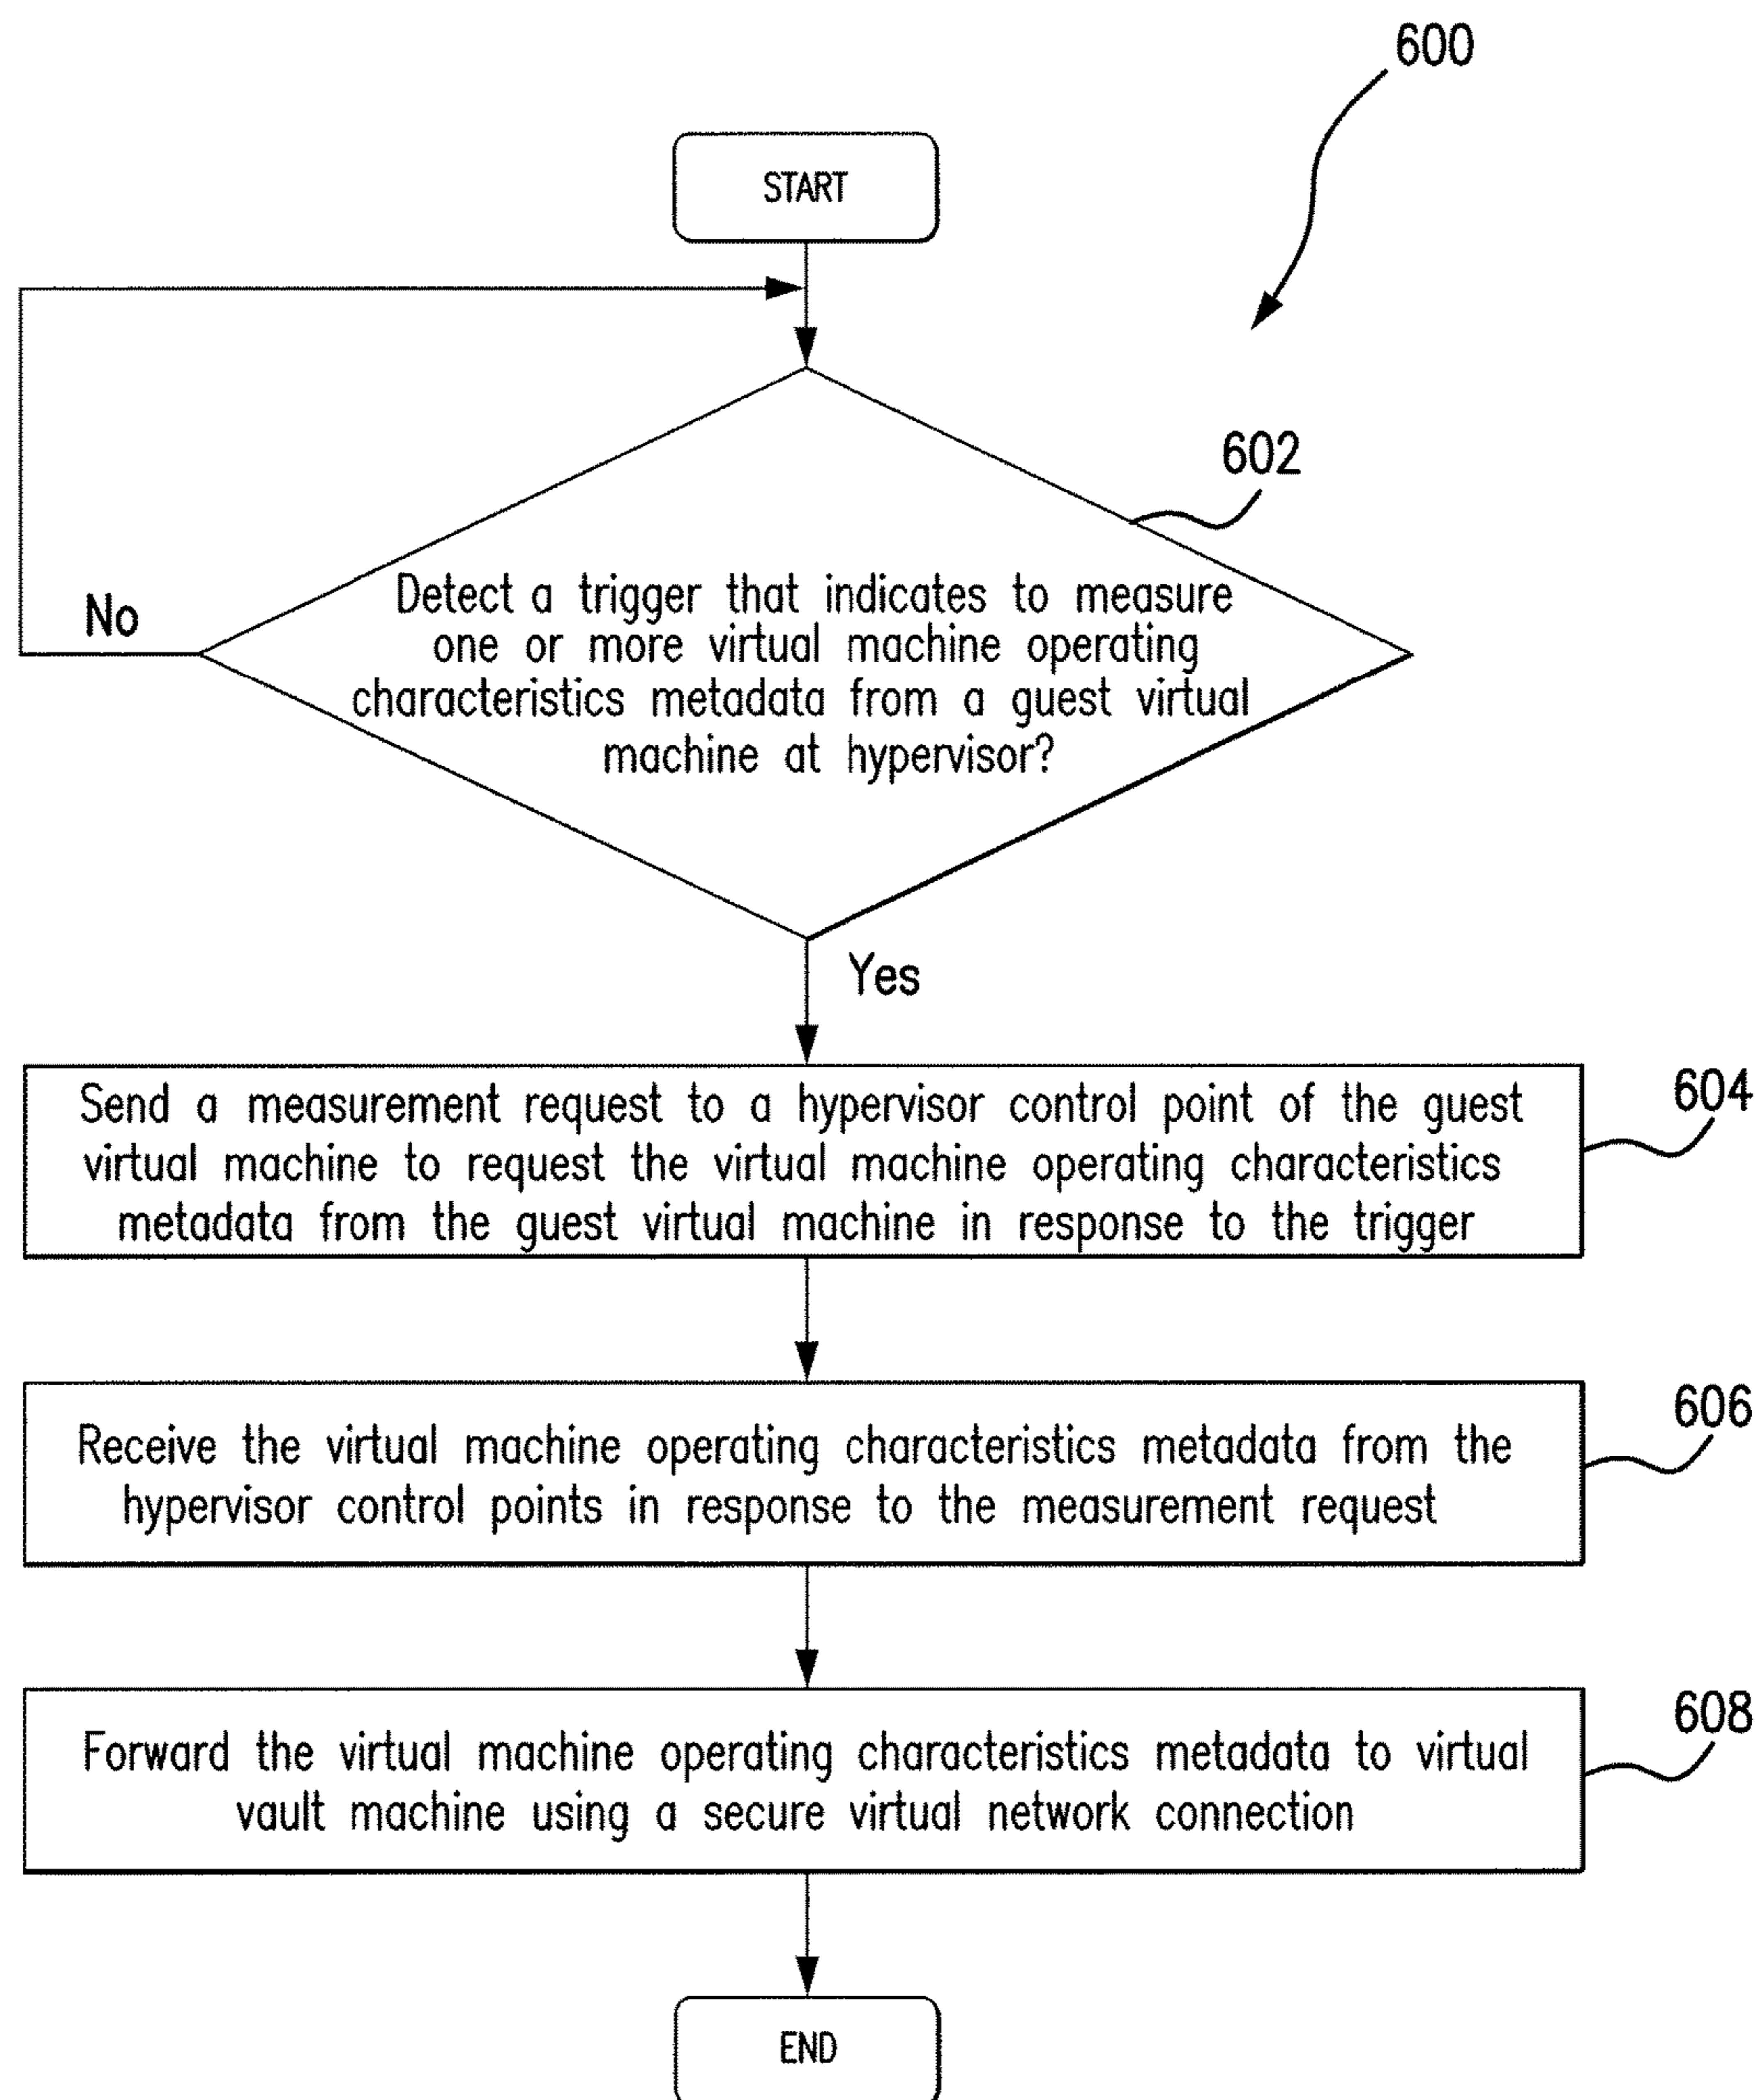 600
START
602
No
Detect a trigger that indicates to measure
one or more virtual machine operating
characteristics metadata from a guest virtual
machine at hypervisor?
Yes
604
Send a measurement request to a hypervisor control point of the guest
virtual machine to request the virtual machine operating characteristics
metadata from the guest virtual machine in response to the trigger
606
Receive the virtual machine operating characteristics metadata from the
hypervisor control points in response to the measurement request
608
Forward the virtual machine operating characteristics metadata to virtual
vault machine using a secure virtual network connection
END